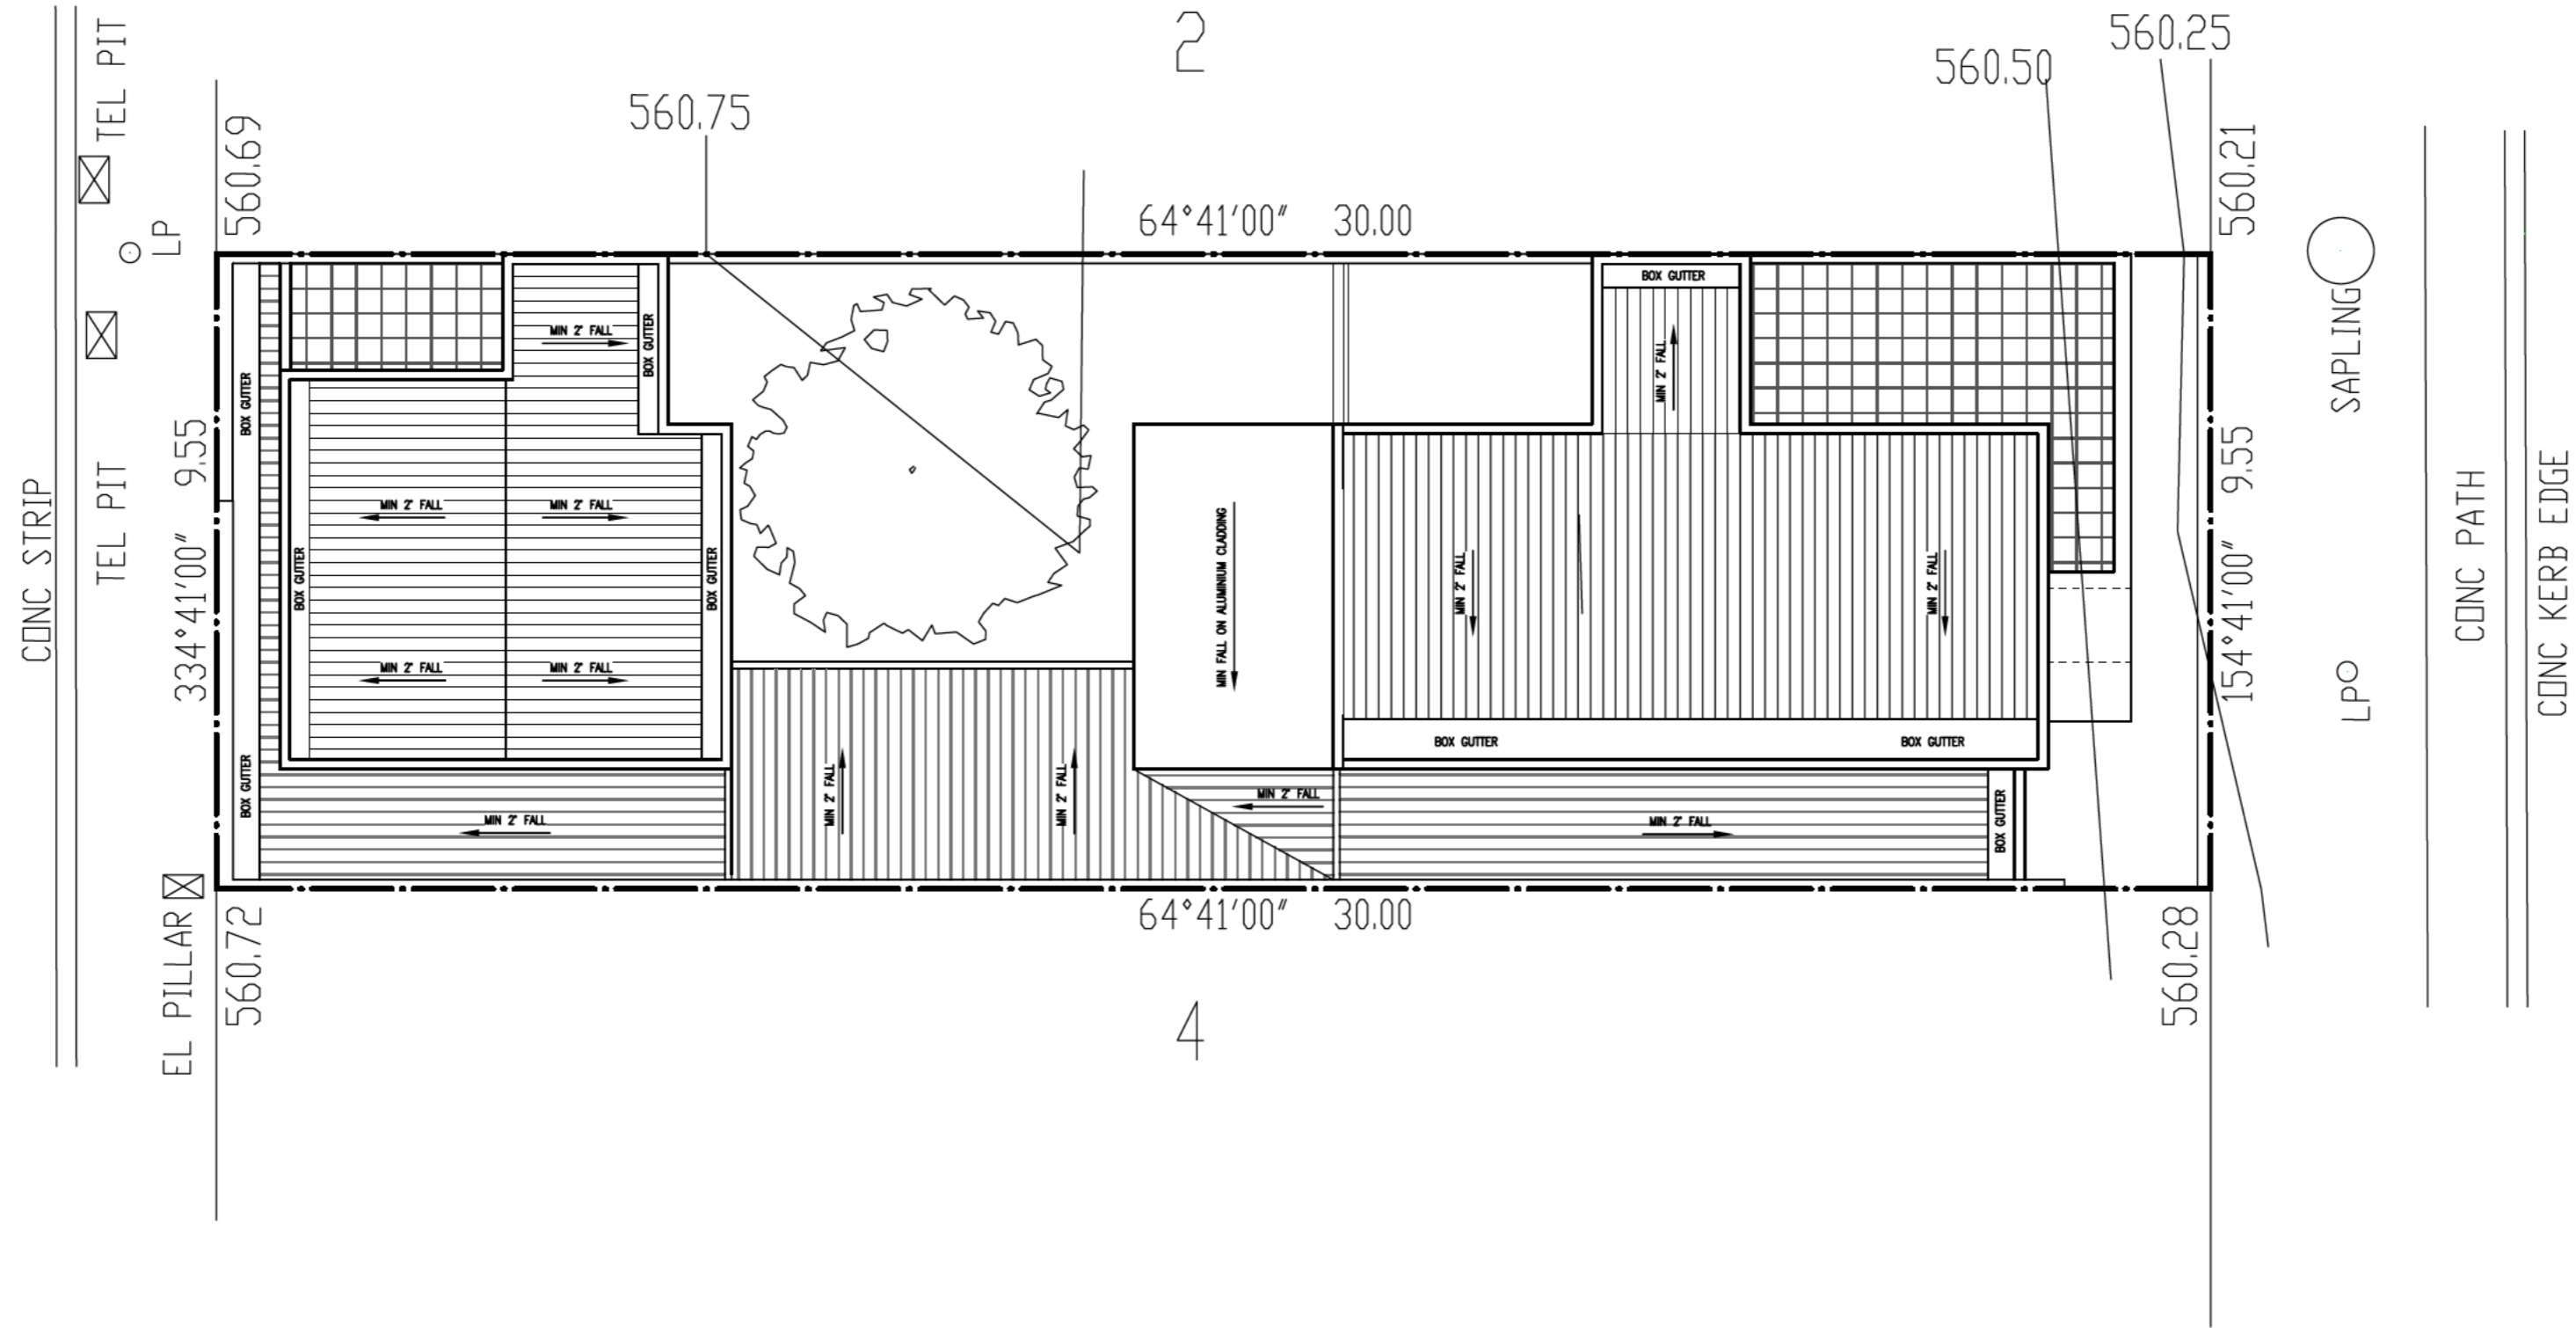 2
560.25
560.50
560.75
TEL PIT
560.69
560.21
LP
64°41'00" 30.00
BOX GUTTER
MIN 2° FALL
BOX GUTTER
MIN 2° FALL
SAPLING
BOX GUTTER
334°41'00" 9.55
154°41'00" 9.55
CONC STRIP
TEL PIT
CONC PATH
CONC KERB EDGE
MIN 2° FALL
MIN 2° FALL
BOX GUTTER
BOX GUTTER
MIN FALL ON ALUMINIUM CLADDING
MIN 2° FALL
MIN 2° FALL
MIN 2° FALL
MIN 2° FALL
LP
BOX GUTTER
BOX GUTTER
BOX GUTTER
MIN 2° FALL
MIN 2° FALL
MIN 2° FALL
MIN 2° FALL
MIN 2° FALL
BOX GUTTER
EL PILLAR
560.72
64°41'00" 30.00
560.28
4